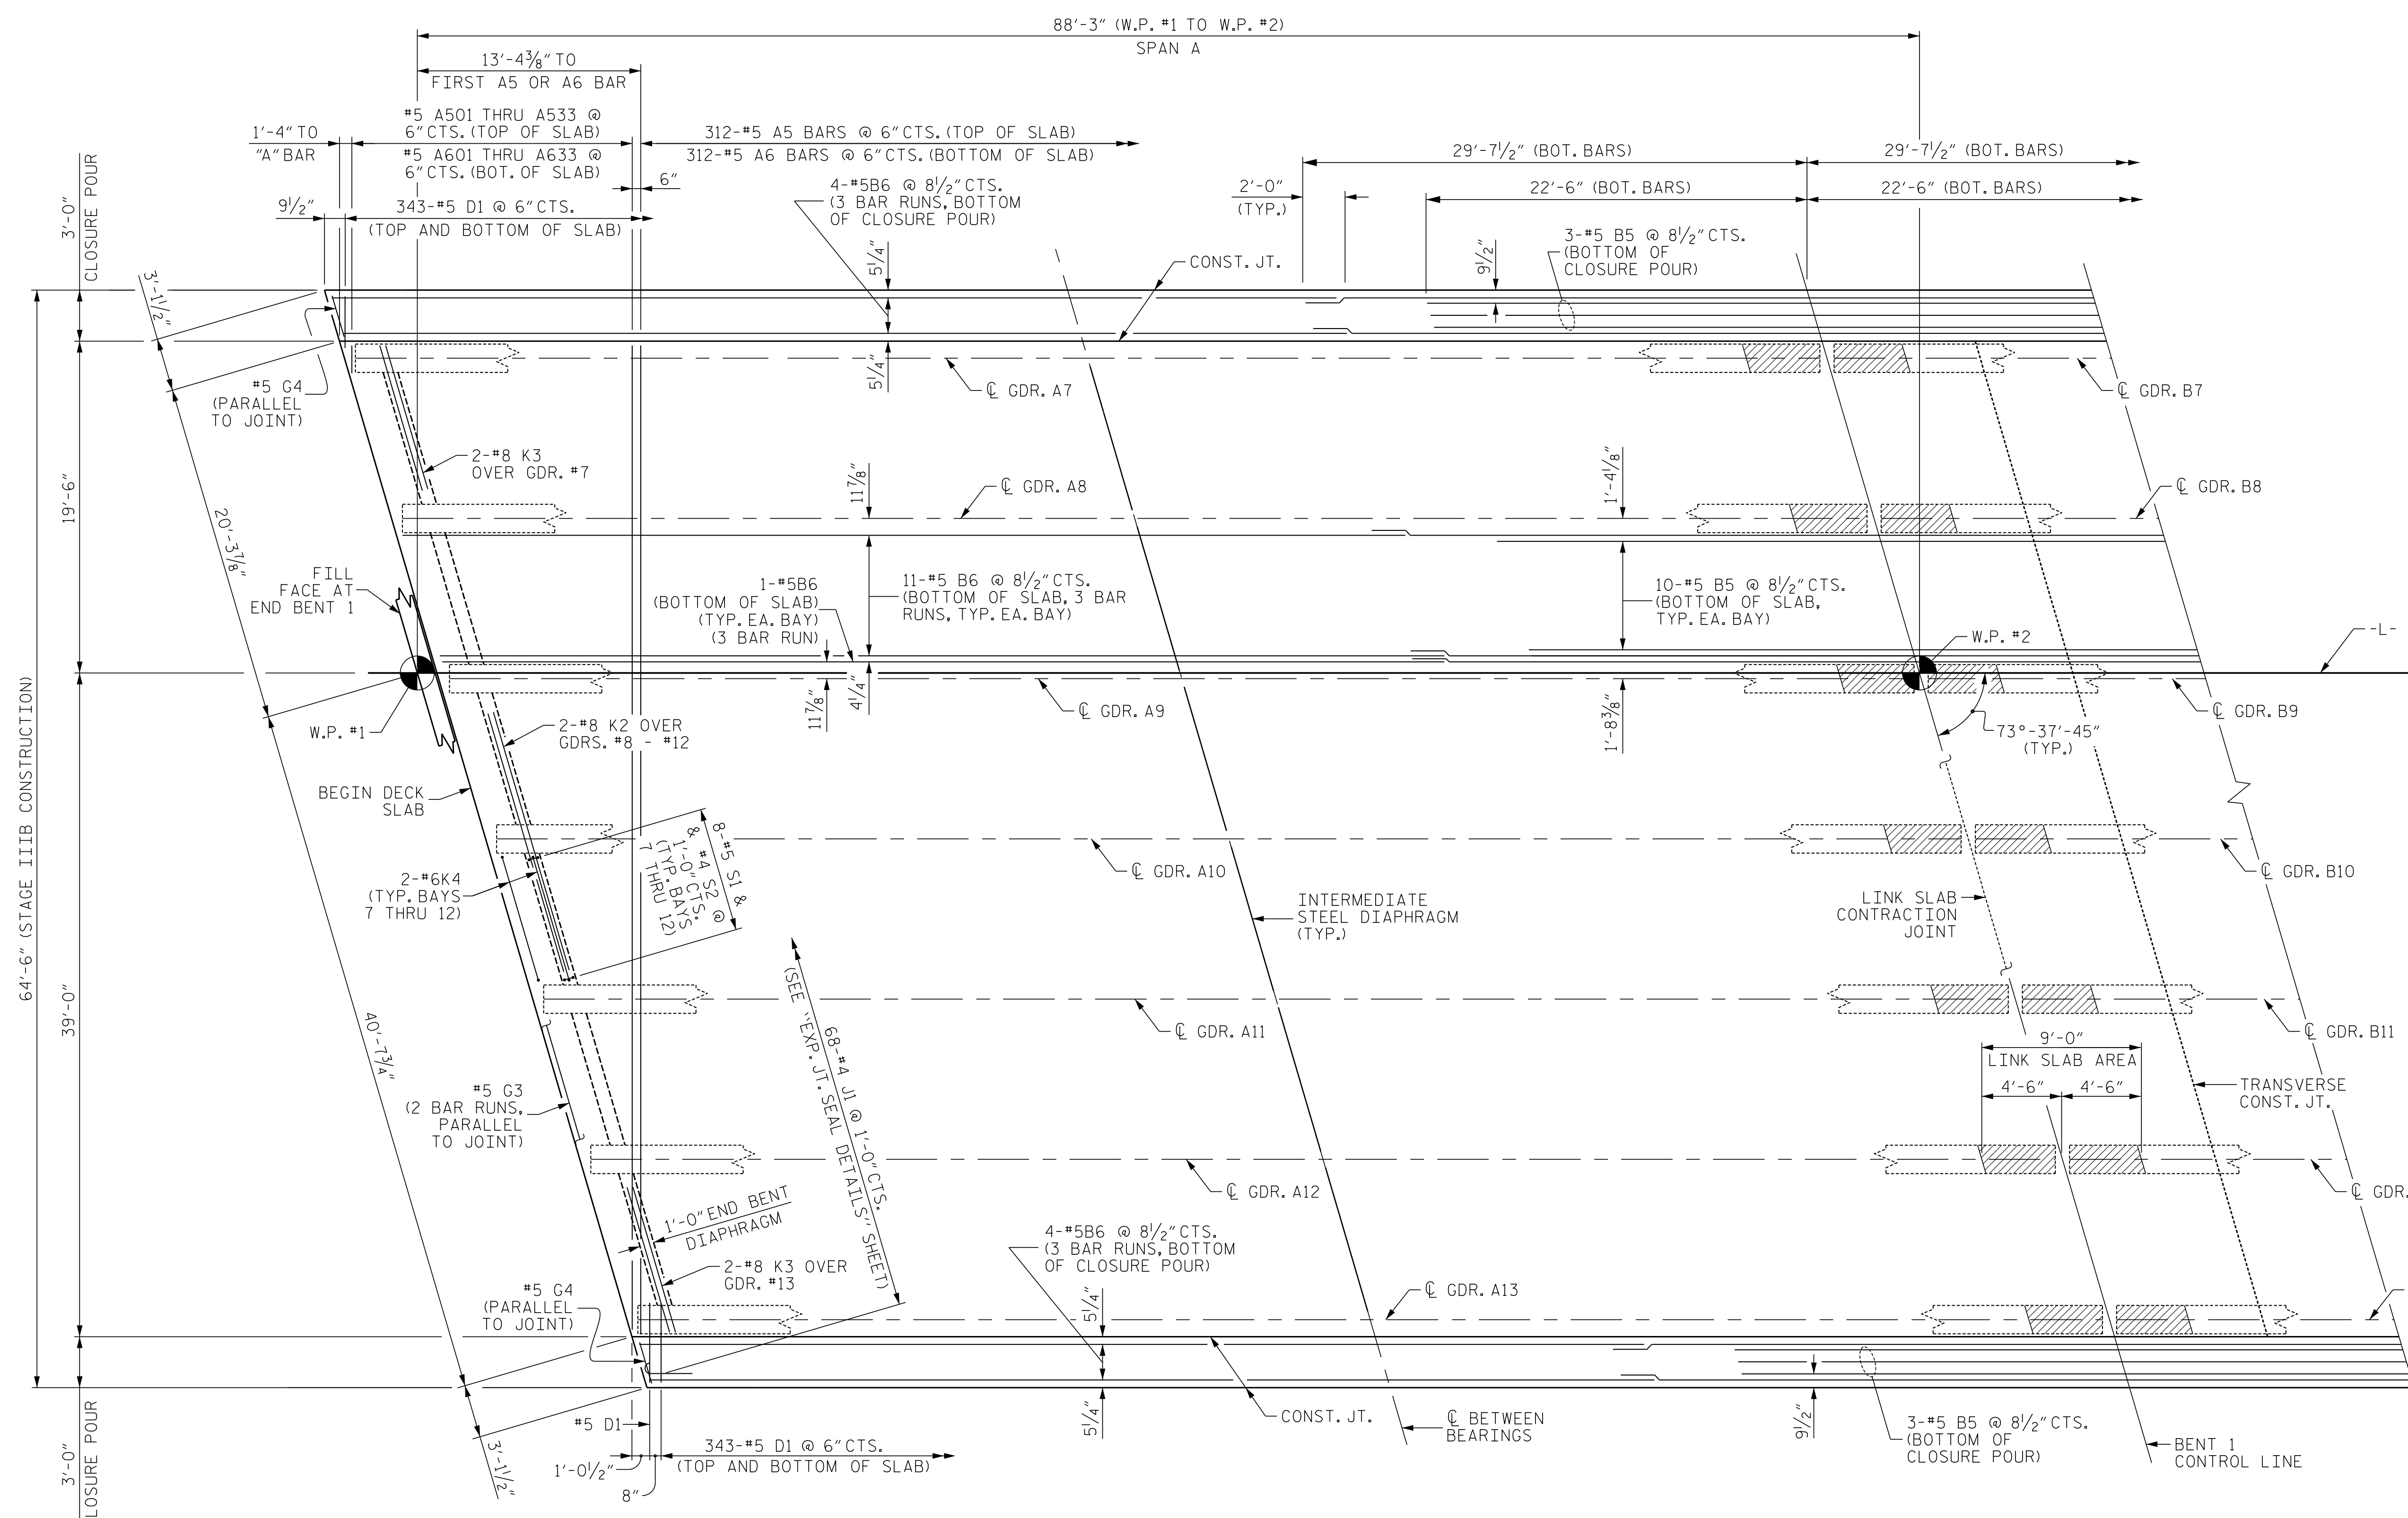 88'-3" (W.P. #1 TO W.P. #2)
SPAN A
13'-4⅜" TO
FIRST A5 OR A6 BAR
1'-4" TO
"A" BAR
#5 A501 THRU A533 @
6" CTS. (TOP OF SLAB)
#5 A601 THRU A633 @
6" CTS. (BOT. OF SLAB)
312-#5 A5 BARS @ 6" CTS. (TOP OF SLAB)
312-#5 A6 BARS @ 6" CTS. (BOTTOM OF SLAB)
6"
9½"
343-#5 D1 @ 6" CTS.
(TOP AND BOTTOM OF SLAB)
4-#5B6 @ 8½" CTS.
(3 BAR RUNS, BOTTOM
OF CLOSURE POUR)
29'-7½" (BOT. BARS)
29'-7½" (BOT. BARS)
2'-0"
(TYP.)
22'-6" (BOT. BARS)
22'-6" (BOT. BARS)
3-#5 B5 @ 8½" CTS.
(BOTTOM OF
CLOSURE POUR)
9½"
5¼"
CONST. JT.
3'-0"
CLOSURE POUR
3'-1½"
#5 G4
(PARALLEL
TO JOINT)
5¼"
℄ GDR. A7
℄ GDR. B7
2-#8 K3
OVER GDR. #7
11⅞"
℄ GDR. A8
1'-4⅛"
℄ GDR. B8
19'-6"
20'-3⅞"
FILL
FACE AT
END BENT 1
1-#5B6
(BOTTOM OF SLAB)
(TYP. EA. BAY)
(3 BAR RUN)
11-#5 B6 @ 8½" CTS.
(BOTTOM OF SLAB, 3 BAR
RUNS, TYP. EA. BAY)
10-#5 B5 @ 8½" CTS.
(BOTTOM OF SLAB,
TYP. EA. BAY)
W.P. #2
-L-
W.P. #1
11⅞"
4¼"
℄ GDR. A9
1'-8⅜"
℄ GDR. B9
73°-37'-45"
(TYP.)
2-#8 K2 OVER
GDRS. #8 - #12
64'-6" (STAGE IIIB CONSTRUCTION)
BEGIN DECK
SLAB
8-#5 S1 &
& #4 S2 @
1'-0" CTS.
(TYP. BAYS
7 THRU 12)
2-#6K4
(TYP. BAYS
7 THRU 12)
℄ GDR. A10
℄ GDR. B10
INTERMEDIATE
STEEL DIAPHRAGM
(TYP.)
LINK SLAB
CONTRACTION
JOINT
39'-0"
40'-7¾"
68-#4 J1 @ 1'-0" CTS.
(SEE "EXP. JT. SEAL DETAILS" SHEET)
℄ GDR. A11
℄ GDR. B11
9'-0"
LINK SLAB AREA
4'-6"
4'-6"
#5 G3
(2 BAR RUNS,
PARALLEL
TO JOINT)
TRANSVERSE
CONST. JT.
℄ GDR. A12
℄ GDR.
1'-0" END BENT
DIAPHRAGM
4-#5B6 @ 8½" CTS.
(3 BAR RUNS, BOTTOM
OF CLOSURE POUR)
2-#8 K3 OVER
GDR. #13
#5 G4
(PARALLEL
TO JOINT)
5¼"
℄ GDR. A13
#5 D1
343-#5 D1 @ 6" CTS.
(TOP AND BOTTOM OF SLAB)
1'-0½"
8"
5¼"
CONST. JT.
℄ BETWEEN
BEARINGS
9½"
3-#5 B5 @ 8½" CTS.
(BOTTOM OF
CLOSURE POUR)
BENT 1
CONTROL LINE
3'-0"
LOSURE POUR
3'-1½"